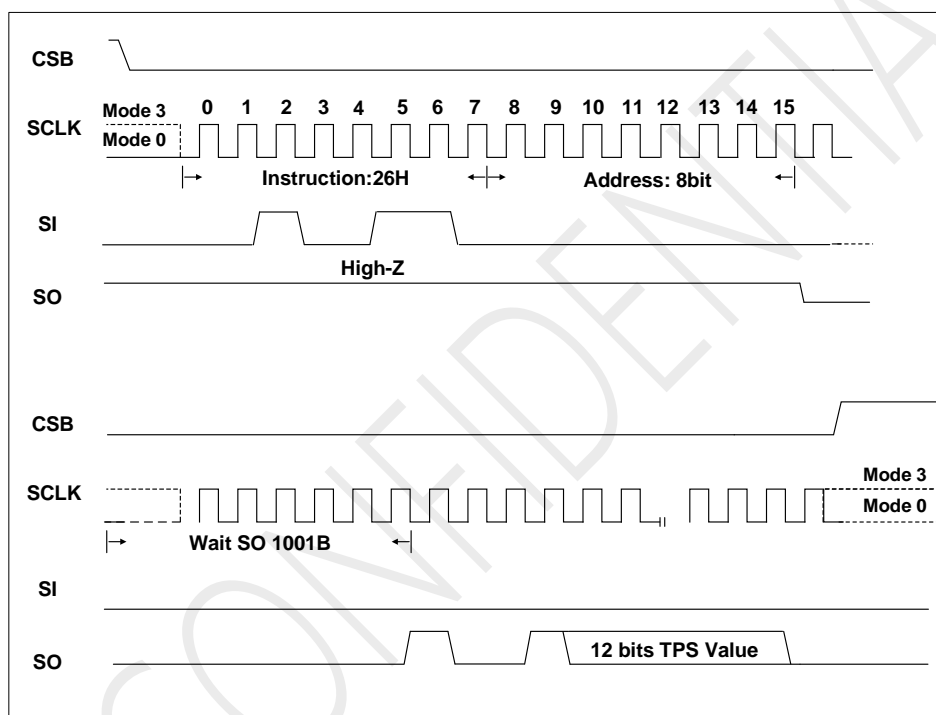 CSB
0 1 2 3 4 5 6 7 8 9 10 11 12 13 14 15
Mode 3
SCLK
Mode 0
Instruction:26H
Address: 8bit
SI
High-Z
SO
CSB
SCLK
Mode 3
Mode 0
Wait SO 1001B
SI
SO
12 bits TPS Value
CONFIDENTIA